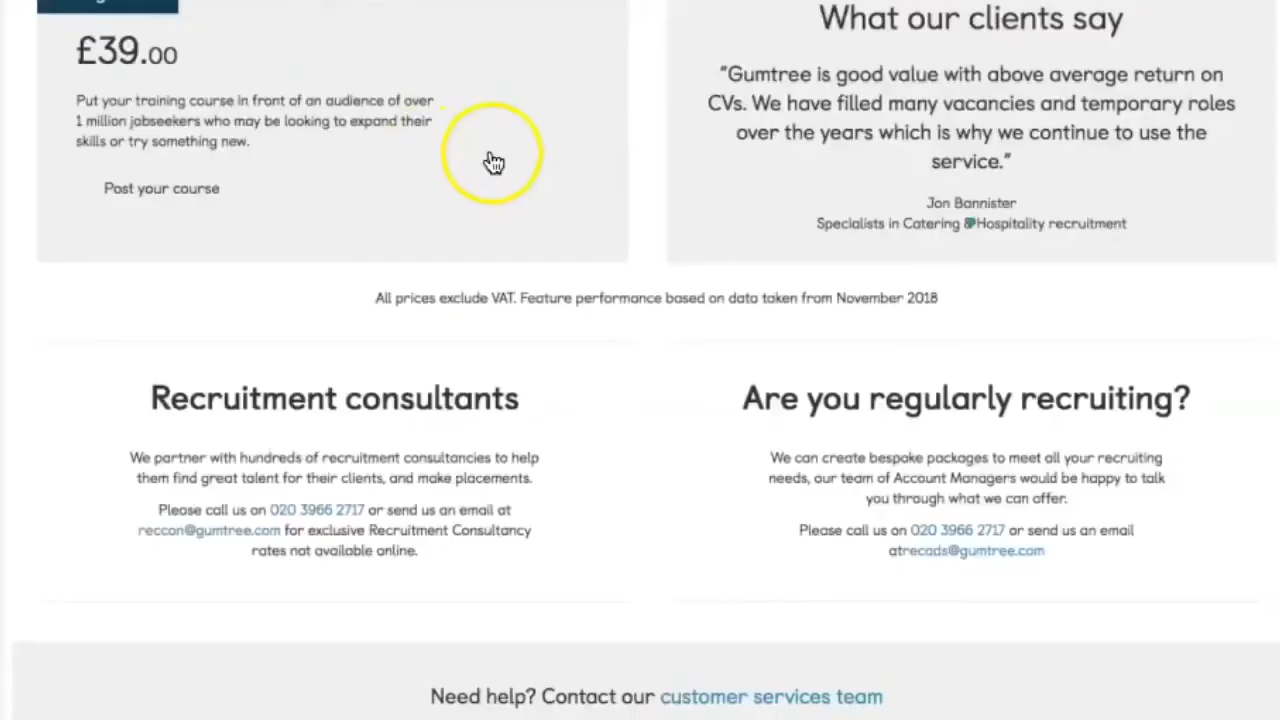 £39.00
Put your training course in front of an audience of over
1 million jobseekers who may be looking to expand their
skills or try something new.
Post your course
What our clients say
"Gumtree is good value with above average return on
CVs. We have filled many vacancies and temporary roles
over the years which is why we continue to use the
service."
Jon Bannister
Specialists in Catering & Hospitality recruitment
All prices exclude VAT. Feature performance based on data taken from November 2018
Recruitment consultants
We partner with hundreds of recruitment consultancies to help
them find great talent for their clients, and make placements.
Please call us on 020 3966 2717 or send us an email at
reccon@gumtree.com for exclusive Recruitment Consultancy
rates not available online.
Are you regularly recruiting?
We can create bespoke packages to meet all your recruiting
needs, our team of Account Managers would be happy to talk
you through what we can offer.
Please call us on 020 3966 2717 or send us an email
atrecads@gumtree.com
Need help? Contact our customer services team